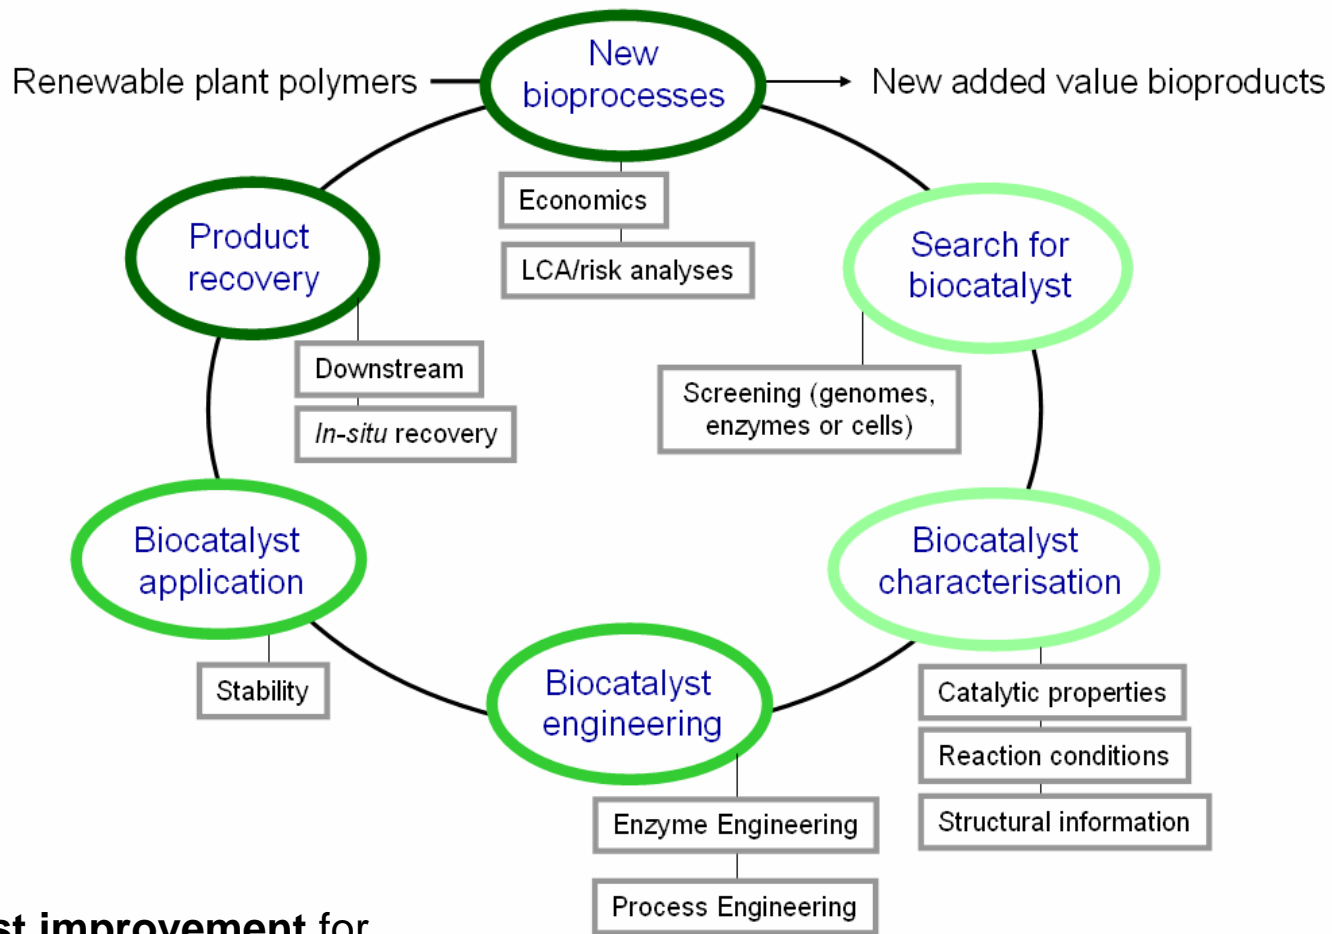 New
bioprocesses
Renewable plant polymers
New added value bioproducts
Economics
LCA/risk analyses
Product
recovery
Search for
biocatalyst
Downstream
In-situ recovery
Screening (genomes,
enzymes or cells)
Biocatalyst
application
Biocatalyst
characterisation
Stability
Biocatalyst
engineering
Catalytic properties
Reaction conditions
Structural information
Enzyme Engineering
Process Engineering
improvement for